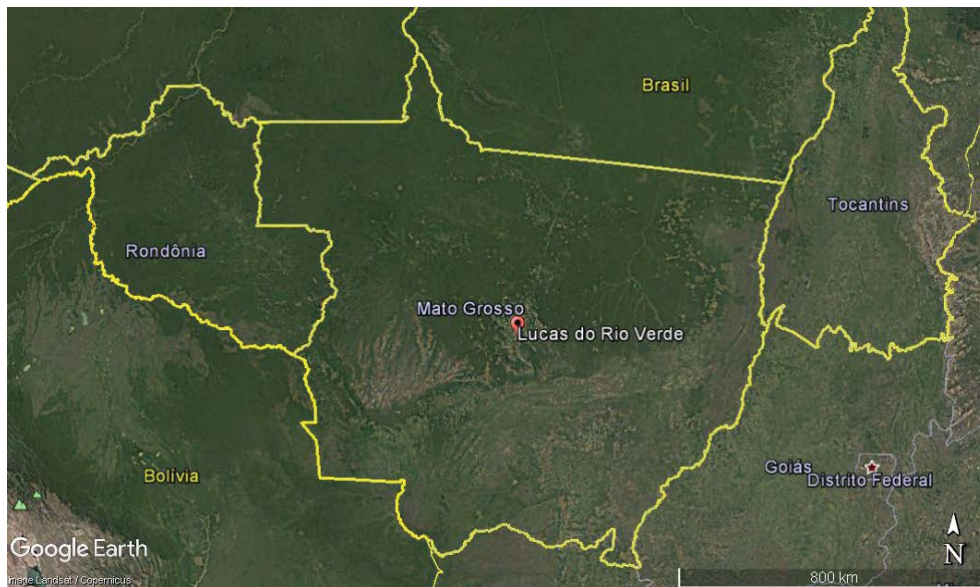 Brasil
Tocantins
Rondônia
Mato Grosso
Lucas do Rio Verde
Bolívia
Goiás
Distrito Federal
Google Earth
N
Image Landsat / Copernicus
800 km